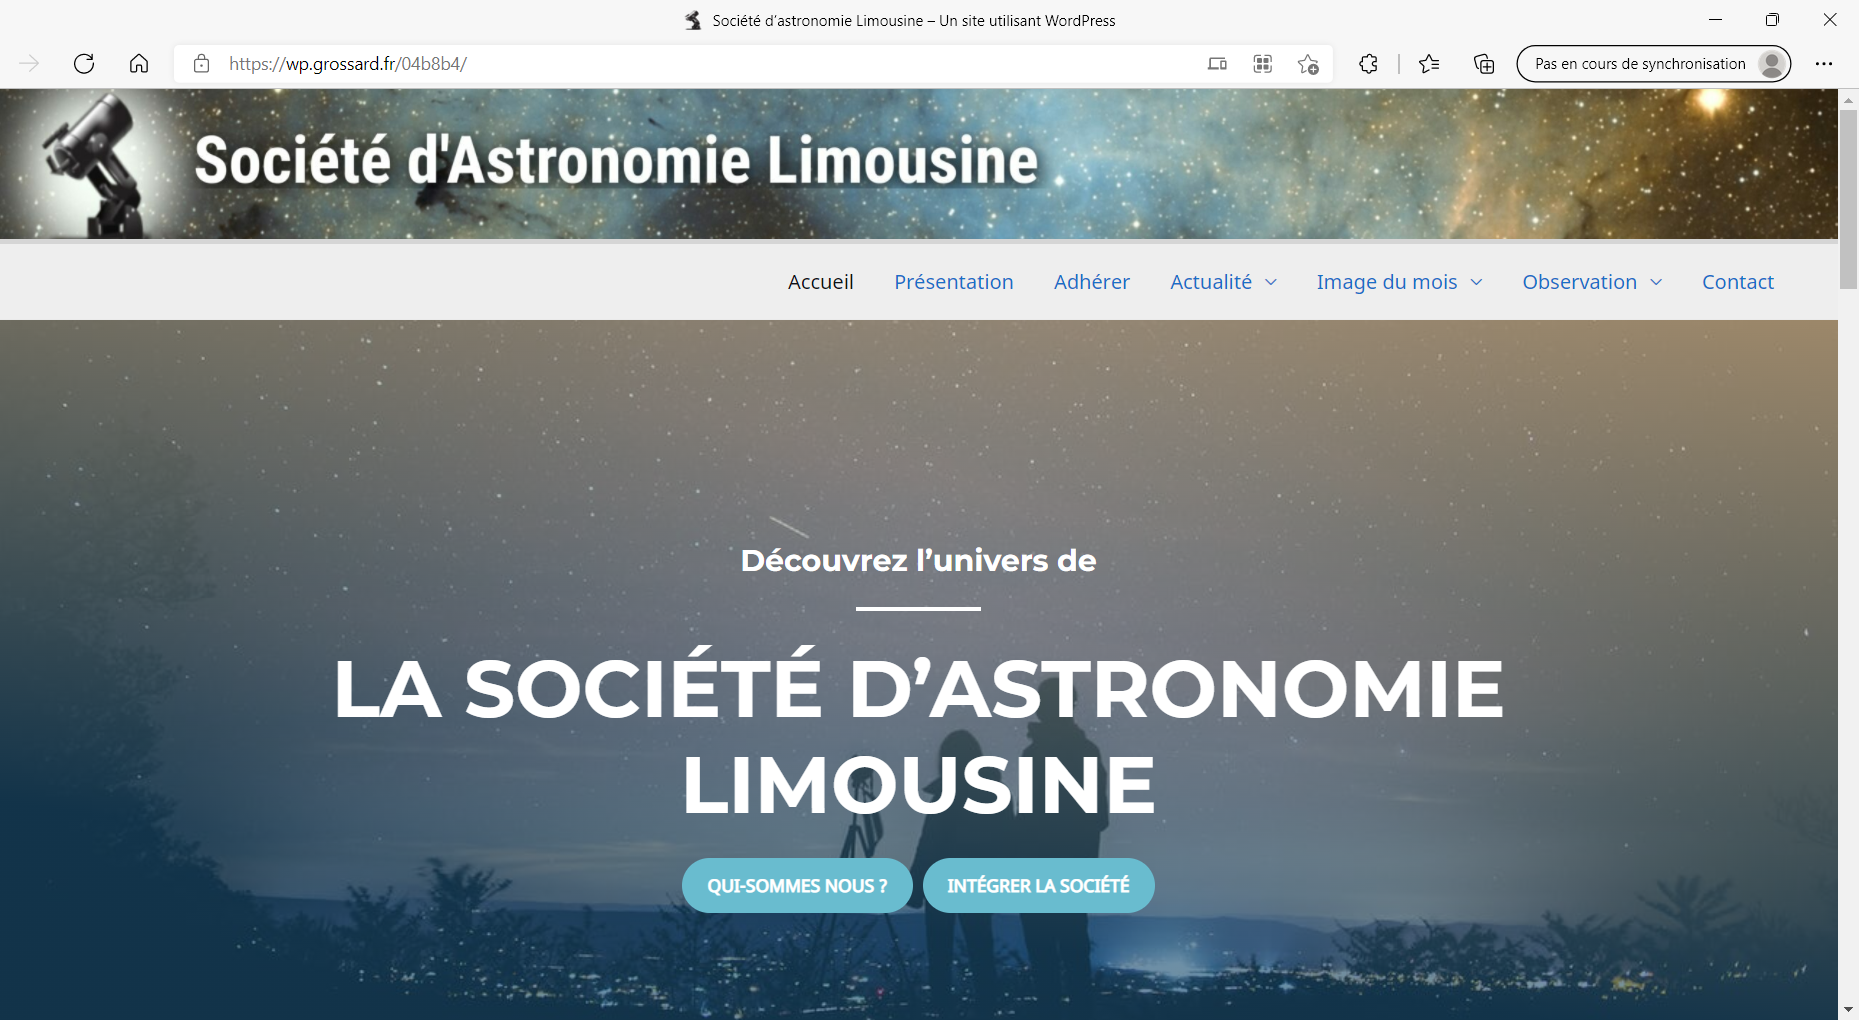 Société d'astronomie Limousine – Un site utilisant WordPress
https://wp.grossard.fr/04b8b4/
Pas en cours de synchronisation
Société d'Astronomie Limousine
Accueil Présentation Adhérer Actualité Image du mois Observation Contact
Découvrez l’univers de
LA SOCIÉTÉ D’ASTRONOMIE
LIMOUSINE
QUI-SOMMES NOUS ? INTÉGRER LA SOCIÉTÉ